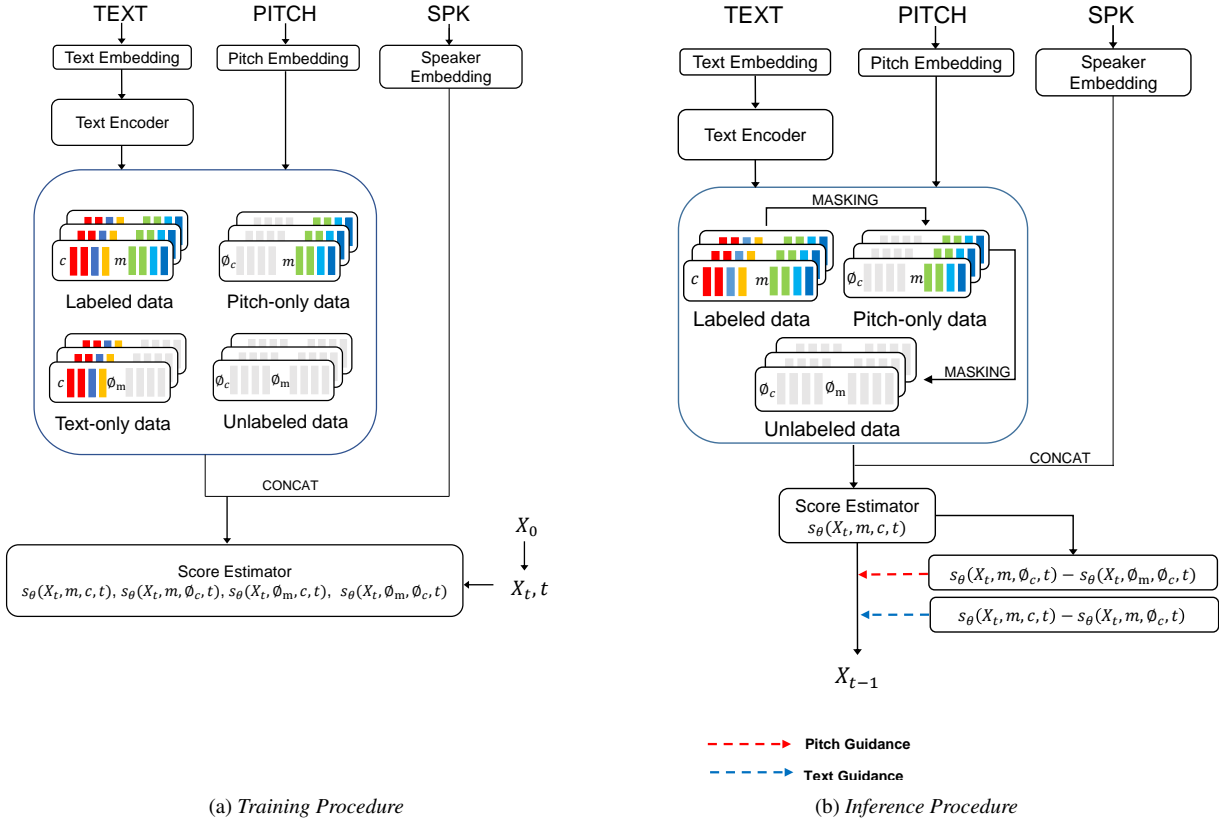 TEXT
PITCH
SPK
Text Embedding
Pitch Embedding
Speaker
Embedding
Text Encoder
c
m
Labeled data
∅c
m
Pitch-only data
c
∅m
Text-only data
∅c
∅m
Unlabeled data
CONCAT
X0
Xt, t
Score Estimator
sθ(Xt, m, c, t), sθ(Xt, m, ∅c, t), sθ(Xt, ∅m, c, t), sθ(Xt, ∅m, ∅c, t)
(a) Training Procedure
TEXT
PITCH
SPK
Text Embedding
Pitch Embedding
Speaker
Embedding
Text Encoder
MASKING
c
m
Labeled data
∅c
m
Pitch-only data
MASKING
∅c
∅m
Unlabeled data
CONCAT
Score Estimator
sθ(Xt, m, c, t)
sθ(Xt, m, ∅c, t) − sθ(Xt, ∅m, ∅c, t)
sθ(Xt, m, c, t) − sθ(Xt, m, ∅c, t)
Xt−1
Pitch Guidance
Text Guidance
(b) Inference Procedure